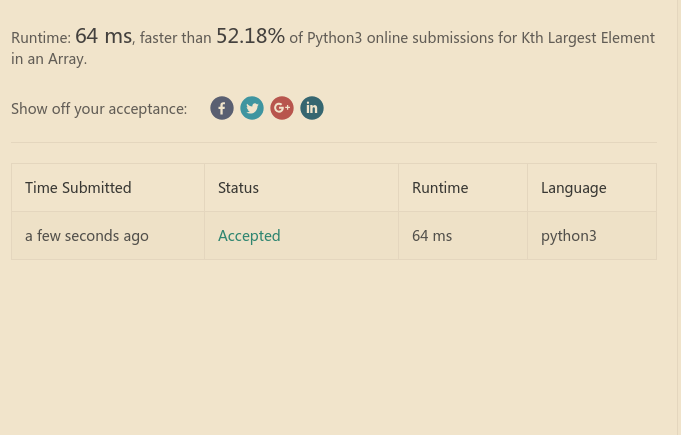 Runtime: 64 ms, faster than 52.18% of Python3 online submissions for Kth Largest Element
in an Array.
Show off your acceptance: f G+ in
Time Submitted Status Runtime Language
a few seconds ago Accepted 64 ms python3